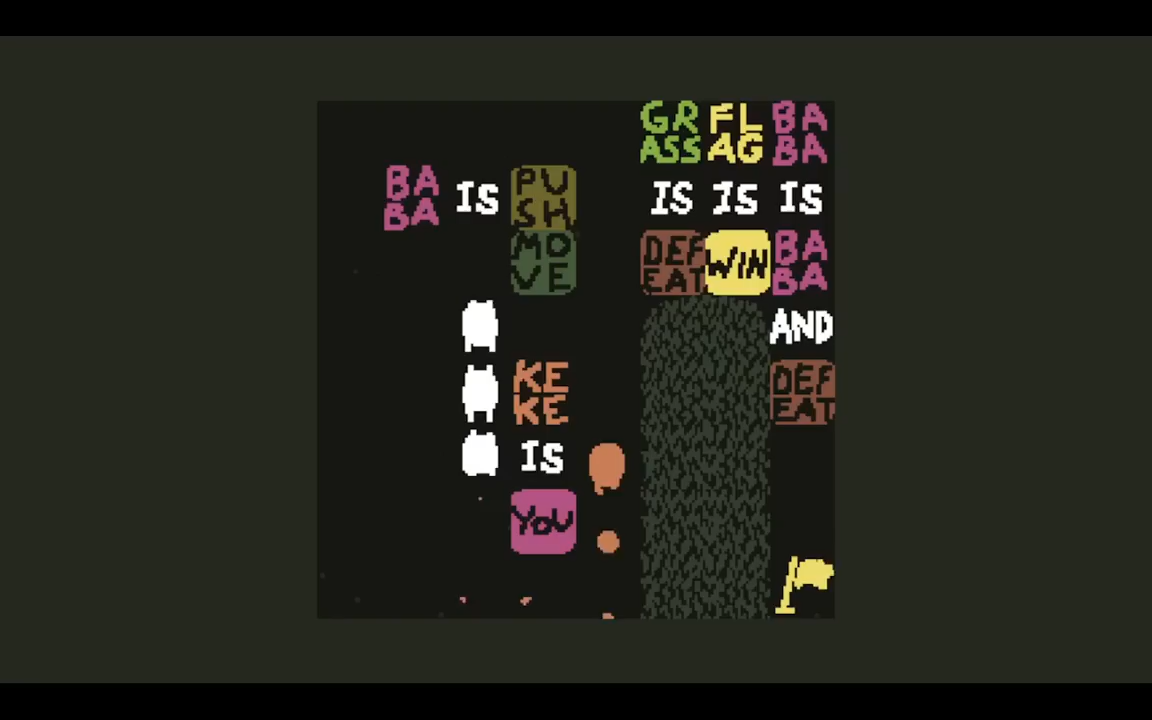 GRASS FLAG BABA
BABA IS PUSH IS IS IS
MOVE DEFEAT WIN BABA
AND
KEKE DEFEAT
IS
YOU